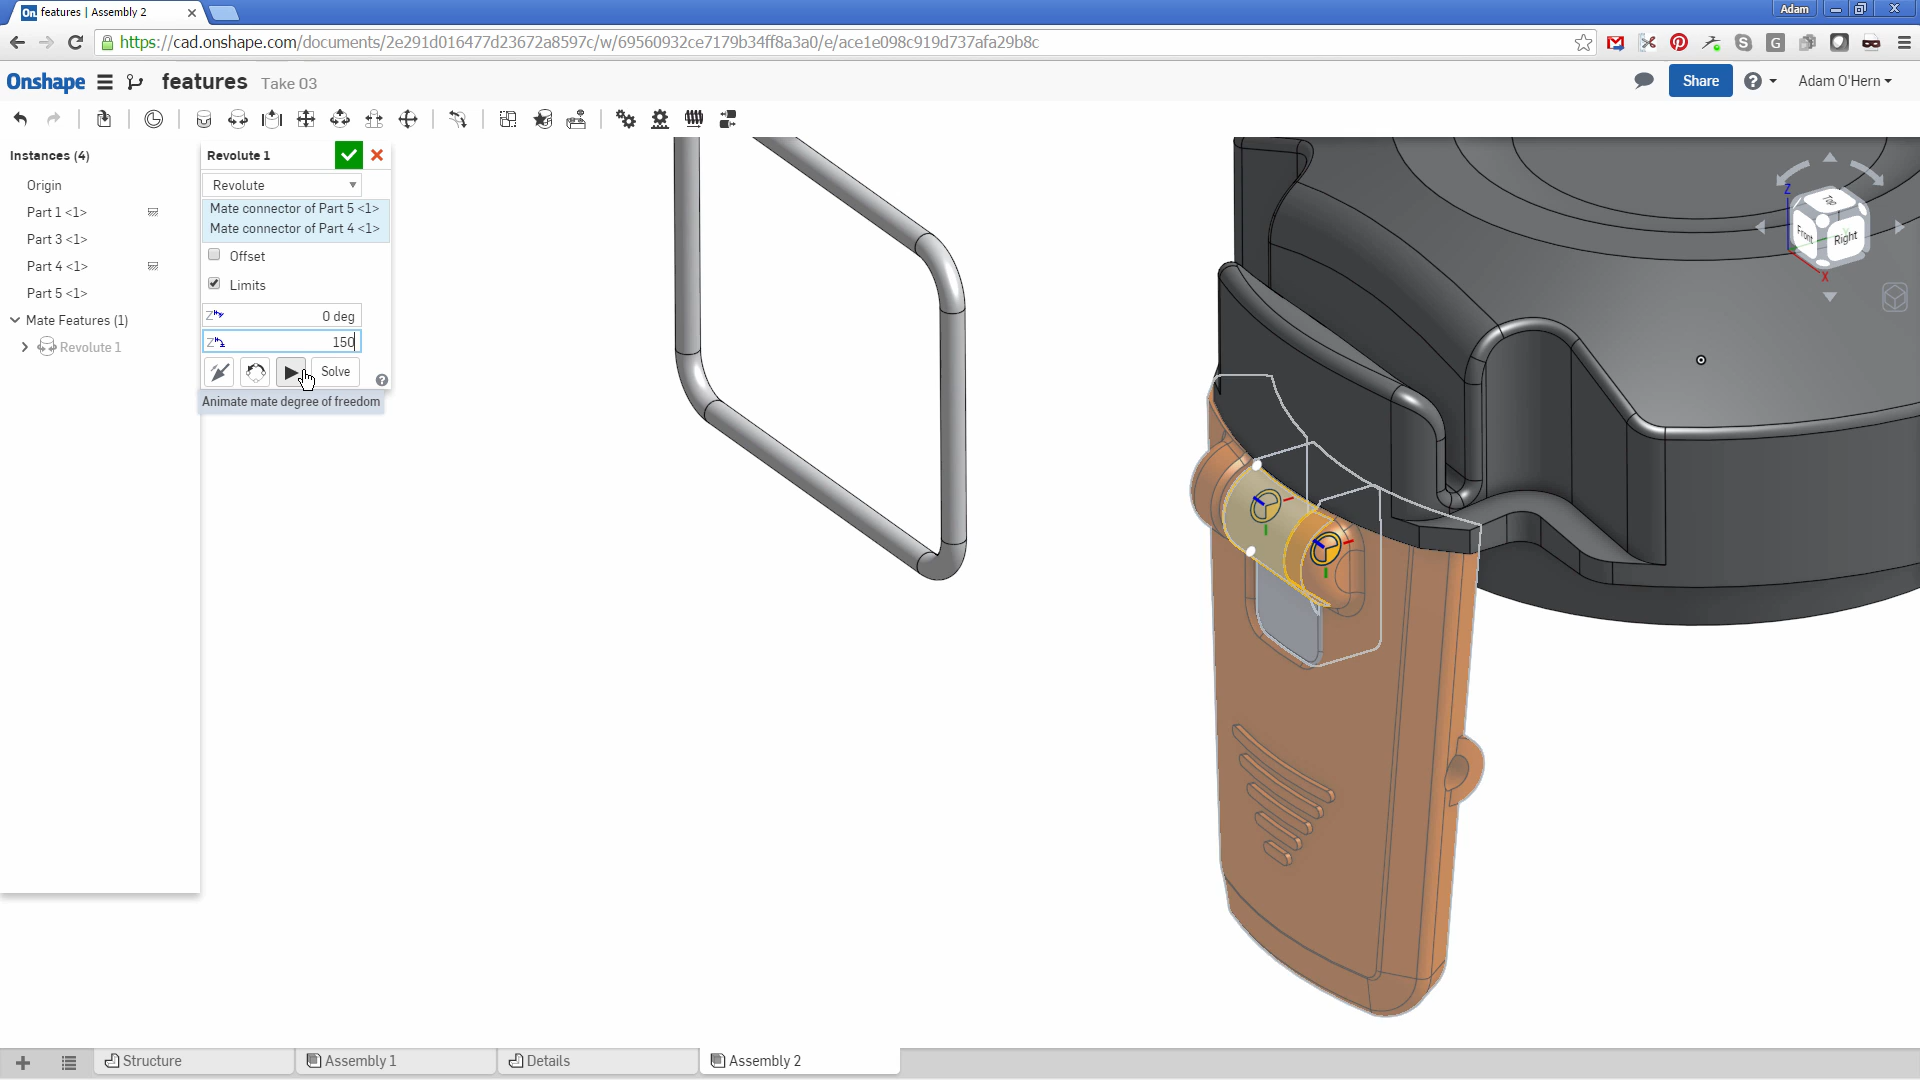 features | Assembly 2
Adam
https://cad.onshape.com/documents/2e291d016477d23672a8597c/w/69560932ce7179b34ff8a3a0/e/ace1e098c919d737afa29b8c
Onshape
features
Take 03
Share
Adam O'Hern
Instances (4)
Origin
Part 1 <1>
Part 3 <1>
Part 4 <1>
Part 5 <1>
Mate Features (1)
Revolute 1
Revolute 1
Revolute
Mate connector of Part 5 <1>
Mate connector of Part 4 <1>
Offset
Limits
Z 0 deg
Z 150
Solve
Animate mate degree of freedom
Z
Top
Front
Right
X
Structure
Assembly 1
Details
Assembly 2